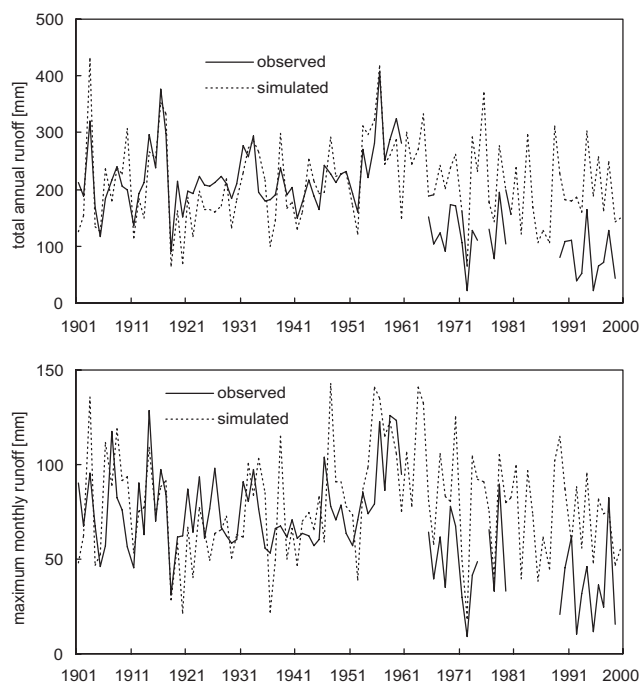 500
400
300
200
100
0
total annual runoff [mm]
observed
simulated
1901 1911 1921 1931 1941 1951 1961 1971 1981 1991 2000
150
100
50
0
maximum monthly runoff [mm]
observed
simulated
1901 1911 1921 1931 1941 1951 1961 1971 1981 1991 2000